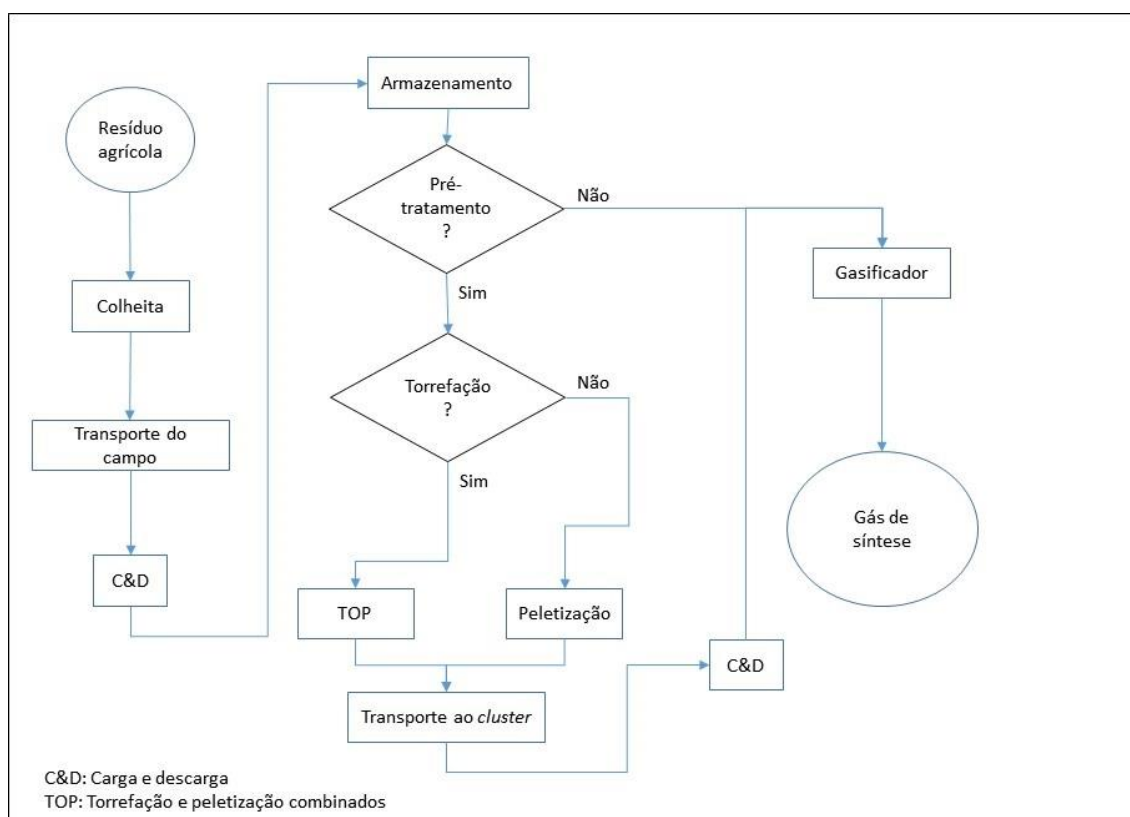 Resíduo
agrícola
Colheita
Transporte do
campo
C&D
Armazenamento
Pré-
tratamento
?
Não
Sim
Torrefação
?
Não
Sim
TOP
Peletização
Transporte ao cluster
C&D
Gasificador
Gás de
síntese
C&D: Carga e descarga
TOP: Torrefação e peletização combinados